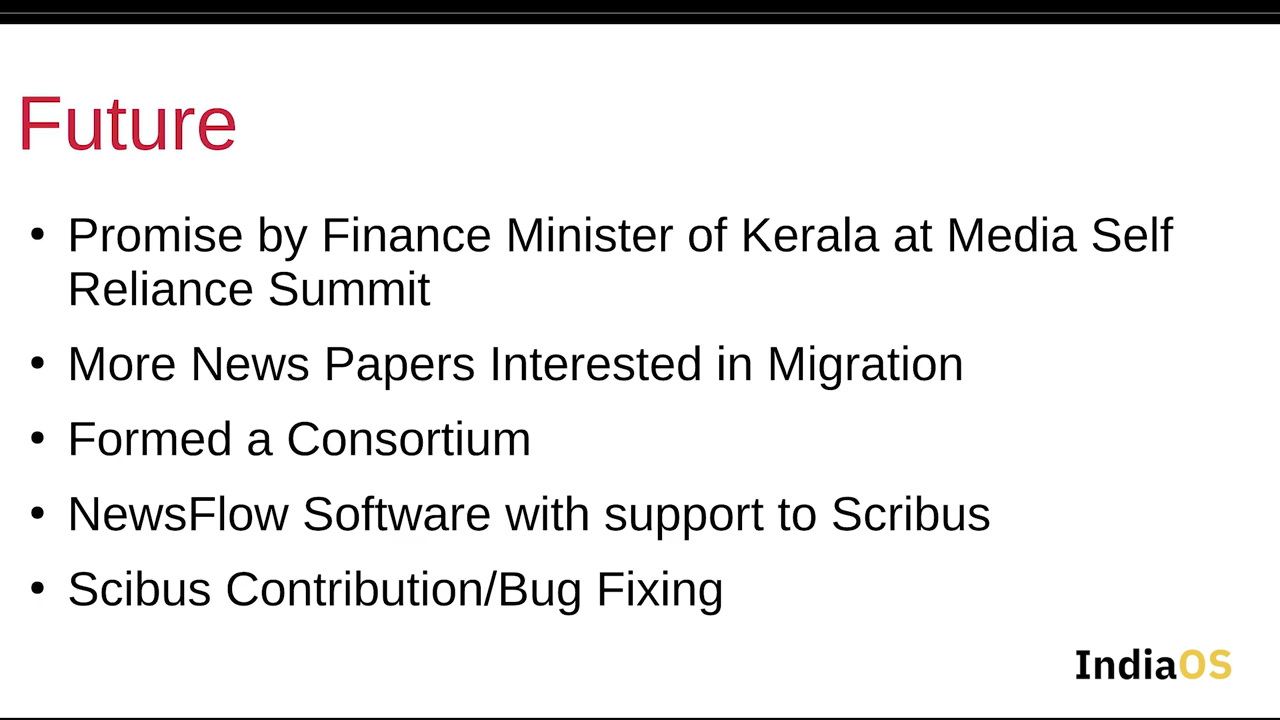 Future
• Promise by Finance Minister of Kerala at Media Self
Reliance Summit
• More News Papers Interested in Migration
• Formed a Consortium
• NewsFlow Software with support to Scribus
• Scibus Contribution/Bug Fixing
IndiaOS